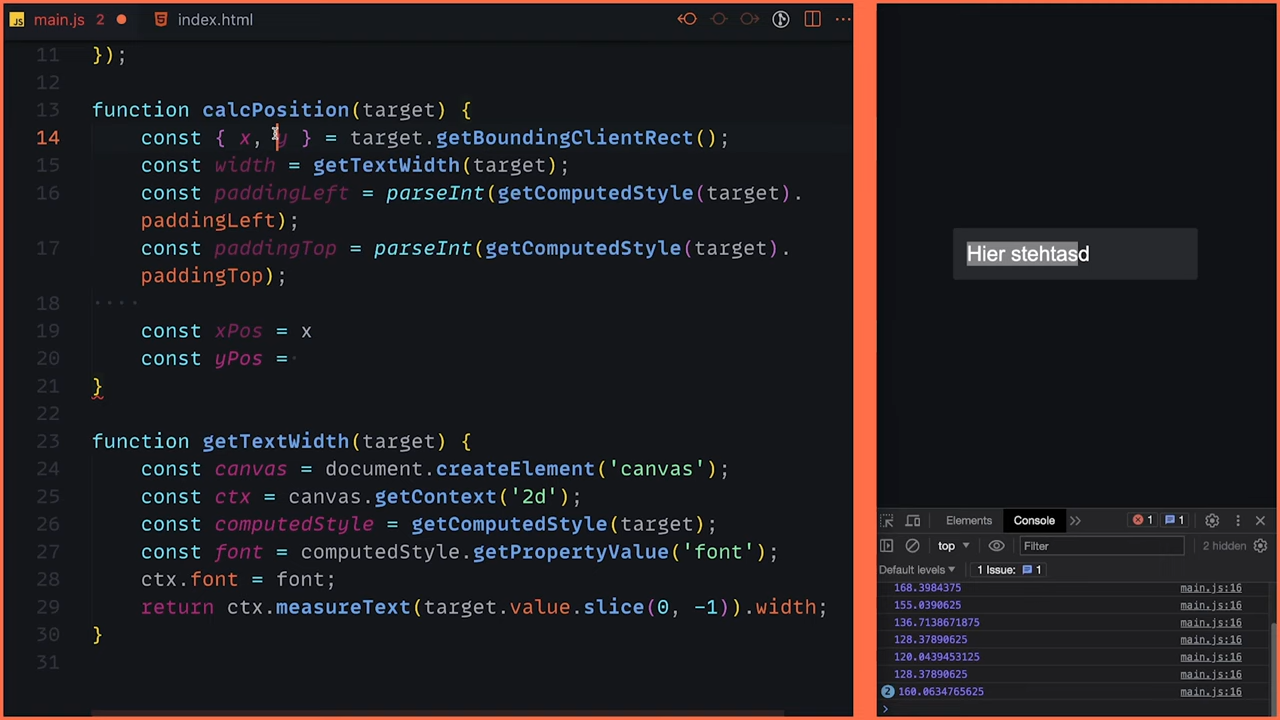 main.js 2 index.html
11 });
12
13 function calcPosition(target) {
14 const { x, y } = target.getBoundingClientRect();
15 const width = getTextWidth(target);
16 const paddingLeft = parseInt(getComputedStyle(target).
paddingLeft);
17 const paddingTop = parseInt(getComputedStyle(target).
paddingTop);
18 ····
19 const xPos = x
20 const yPos =·
21 }
22
23 function getTextWidth(target) {
24 const canvas = document.createElement('canvas');
25 const ctx = canvas.getContext('2d');
26 const computedStyle = getComputedStyle(target);
27 const font = computedStyle.getPropertyValue('font');
28 ctx.font = font;
29 return ctx.measureText(target.value.slice(0, -1)).width;
30 }
31
Hier stehtasd
Elements Console 1 1
top Filter 2 hidden
Default levels 1 Issue: 1
168.3984375 main.js:16
155.0390625 main.js:16
136.7138671875 main.js:16
128.37890625 main.js:16
120.0439453125 main.js:16
128.37890625 main.js:16
2 160.0634765625 main.js:16